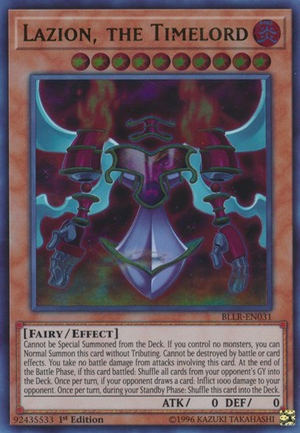 LAZION, THE TIMELORD
炎
BLLR-EN031
[FAIRY/EFFECT]
Cannot be Special Summoned from the Deck. If you control no monsters, you can
Normal Summon this card without Tributing. Cannot be destroyed by battle or card
effects. You take no battle damage from attacks involving this card. At the end of
the Battle Phase, if this card battled: Shuffle all cards from your opponent's GY into
the Deck. Once per turn, if your opponent draws a card: Inflict 1000 damage to your
opponent. Once per turn, during your Standby Phase: Shuffle this card into the Deck.
ATK/ 0 DEF/ 0
92435533 1st Edition ©1996 KAZUKI TAKAHASHI